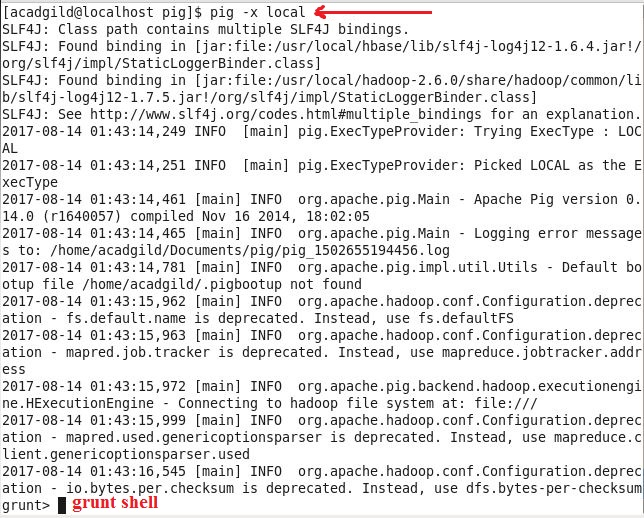 [acadgild@localhost pig]$ pig -x local
SLF4J: Class path contains multiple SLF4J bindings.
SLF4J: Found binding in [jar:file:/usr/local/hbase/lib/slf4j-log4j12-1.6.4.jar!/
org/slf4j/impl/StaticLoggerBinder.class]
SLF4J: Found binding in [jar:file:/usr/local/hadoop-2.6.0/share/hadoop/common/li
b/slf4j-log4j12-1.7.5.jar!/org/slf4j/impl/StaticLoggerBinder.class]
SLF4J: See http://www.slf4j.org/codes.html#multiple_bindings for an explanation.
2017-08-14 01:43:14,249 INFO  [main] pig.ExecTypeProvider: Trying ExecType : LOC
AL
2017-08-14 01:43:14,251 INFO  [main] pig.ExecTypeProvider: Picked LOCAL as the E
xecType
2017-08-14 01:43:14,461 [main] INFO  org.apache.pig.Main - Apache Pig version 0.
14.0 (r1640057) compiled Nov 16 2014, 18:02:05
2017-08-14 01:43:14,465 [main] INFO  org.apache.pig.Main - Logging error message
s to: /home/acadgild/Documents/pig/pig_1502655194456.log
2017-08-14 01:43:14,781 [main] INFO  org.apache.pig.impl.util.Utils - Default bo
otup file /home/acadgild/.pigbootup not found
2017-08-14 01:43:15,962 [main] INFO  org.apache.hadoop.conf.Configuration.deprec
ation - fs.default.name is deprecated. Instead, use fs.defaultFS
2017-08-14 01:43:15,963 [main] INFO  org.apache.hadoop.conf.Configuration.deprec
ation - mapred.job.tracker is deprecated. Instead, use mapreduce.jobtracker.addr
ess
2017-08-14 01:43:15,972 [main] INFO  org.apache.pig.backend.hadoop.executionengi
ne.HExecutionEngine - Connecting to hadoop file system at: file:///
2017-08-14 01:43:15,999 [main] INFO  org.apache.hadoop.conf.Configuration.deprec
ation - mapred.used.genericoptionsparser is deprecated. Instead, use mapreduce.c
lient.genericoptionsparser.used
2017-08-14 01:43:16,545 [main] INFO  org.apache.hadoop.conf.Configuration.deprec
ation - io.bytes.per.checksum is deprecated. Instead, use dfs.bytes-per-checksum
grunt> grunt shell